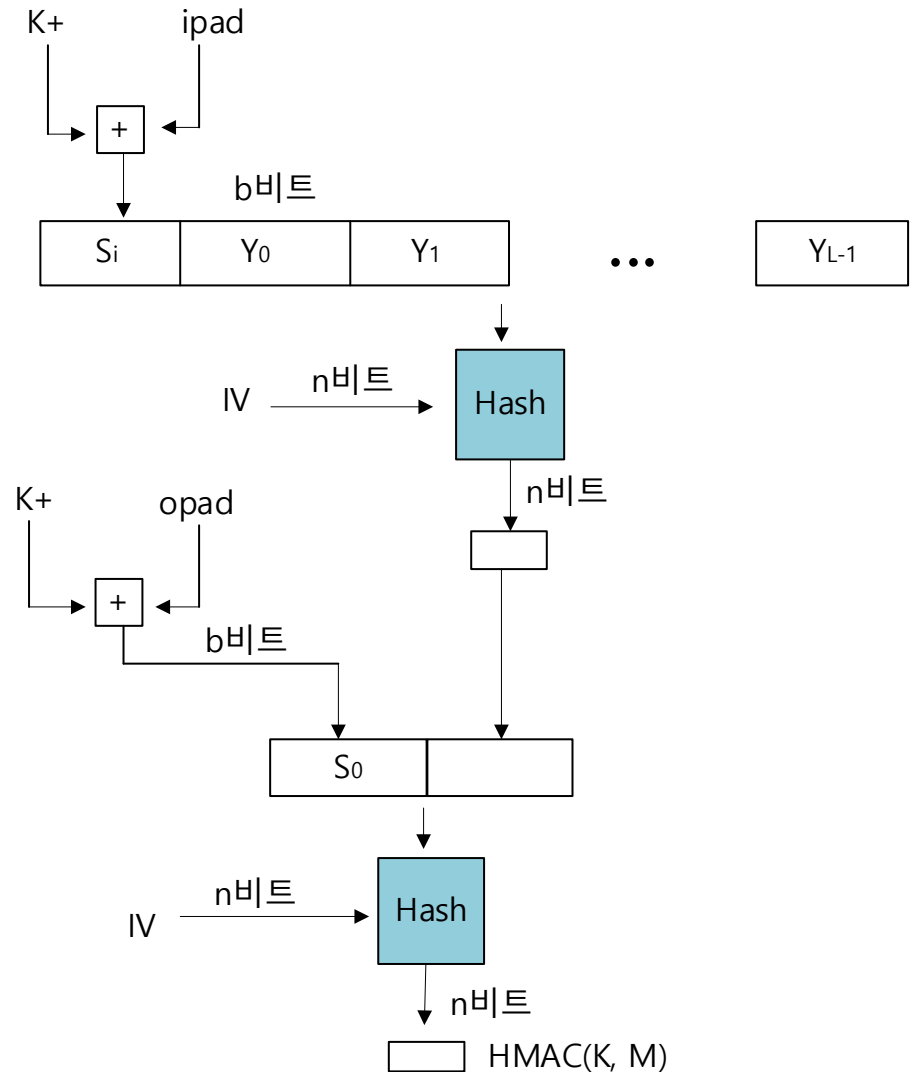 K+ ipad
+
b비트
Si Y0 Y1 ... YL-1
n비트
IV
Hash
n비트
K+ opad
+
b비트
S0
n비트
IV
Hash
n비트
HMAC(K, M)